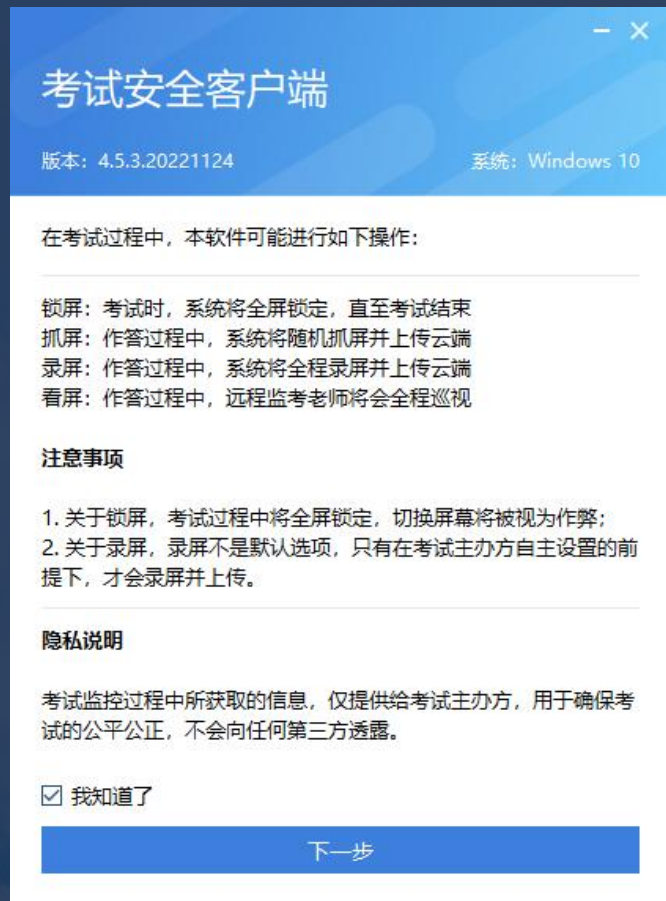 考试安全客户端
版本：4.5.3.20221124
系统：Windows 10
在考试过程中，本软件可能进行如下操作：
锁屏：考试时，系统将全屏锁定，直至考试结束
抓屏：作答过程中，系统将随机抓屏并上传云端
录屏：作答过程中，系统将全程录屏并上传云端
看屏：作答过程中，远程监考老师将会全程巡视
注意事项
1. 关于锁屏，考试过程中将全屏锁定，切换屏幕将被视为作弊；
2. 关于录屏，录屏不是默认选项，只有在考试主办方自主设置的前
提下，才会录屏并上传。
隐私说明
考试监控过程中所获取的信息，仅提供给考试主办方，用于确保考
试的公平公正，不会向任何第三方透露。
我知道了
下一步